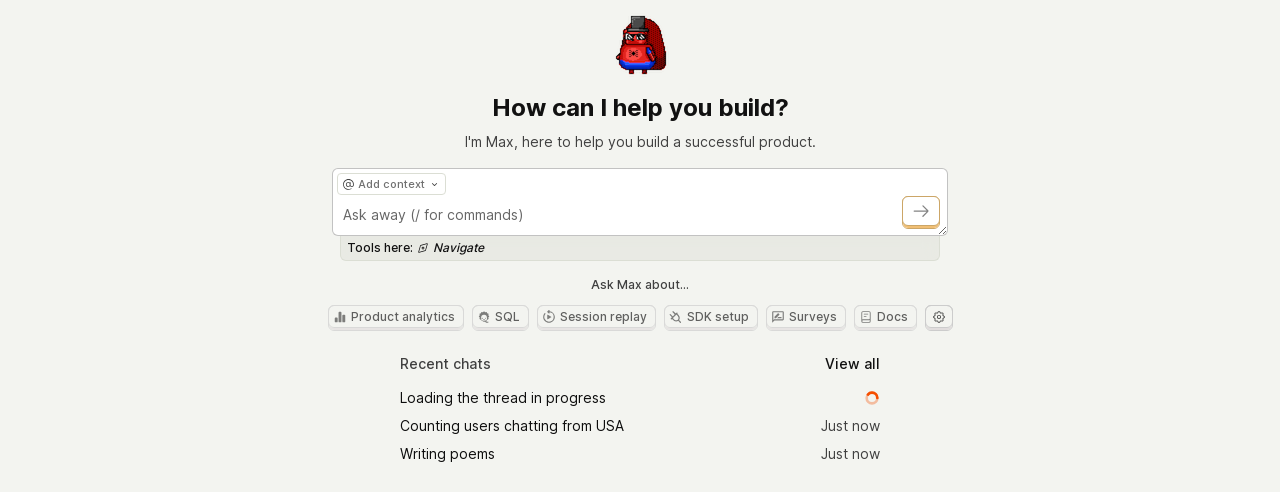 How can I help you build?
I'm Max, here to help you build a successful product.
Add context
Ask away (/ for commands)
Tools here: Navigate
Ask Max about...
Product analytics SQL Session replay SDK setup Surveys Docs
Recent chats View all
Loading the thread in progress
Counting users chatting from USA Just now
Writing poems Just now